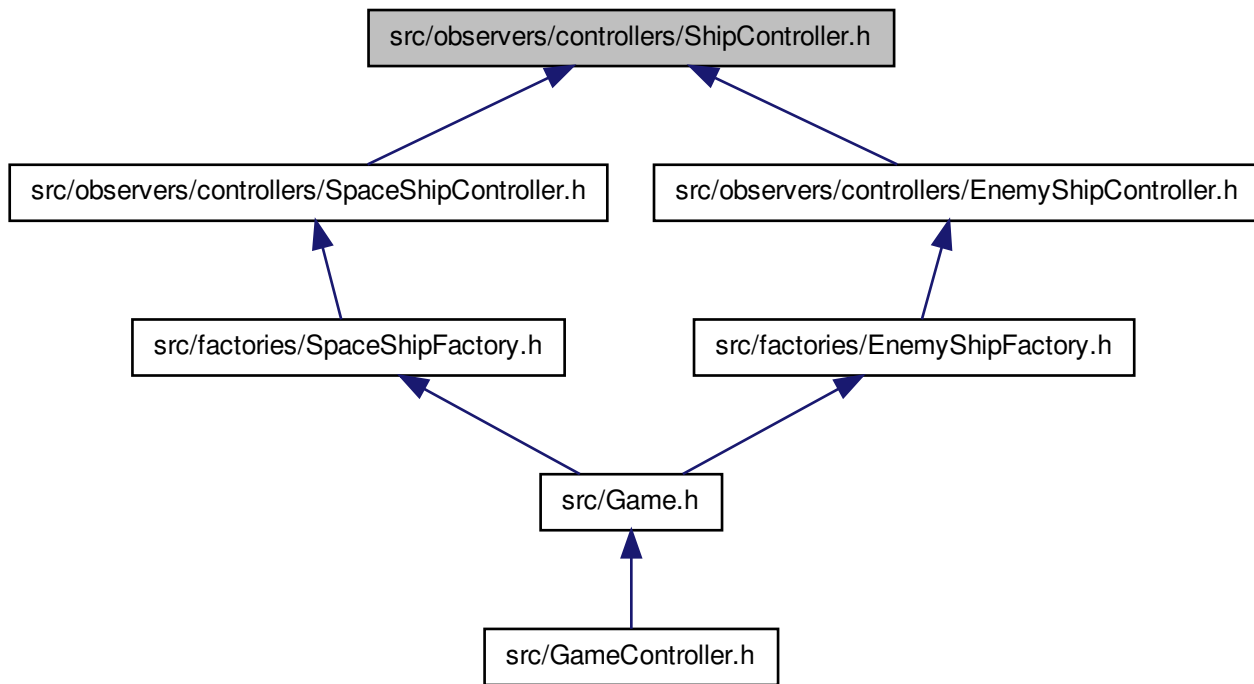 src/observers/controllers/ShipController.h
src/observers/controllers/SpaceShipController.h
src/observers/controllers/EnemyShipController.h
src/factories/SpaceShipFactory.h
src/factories/EnemyShipFactory.h
src/Game.h
src/GameController.h